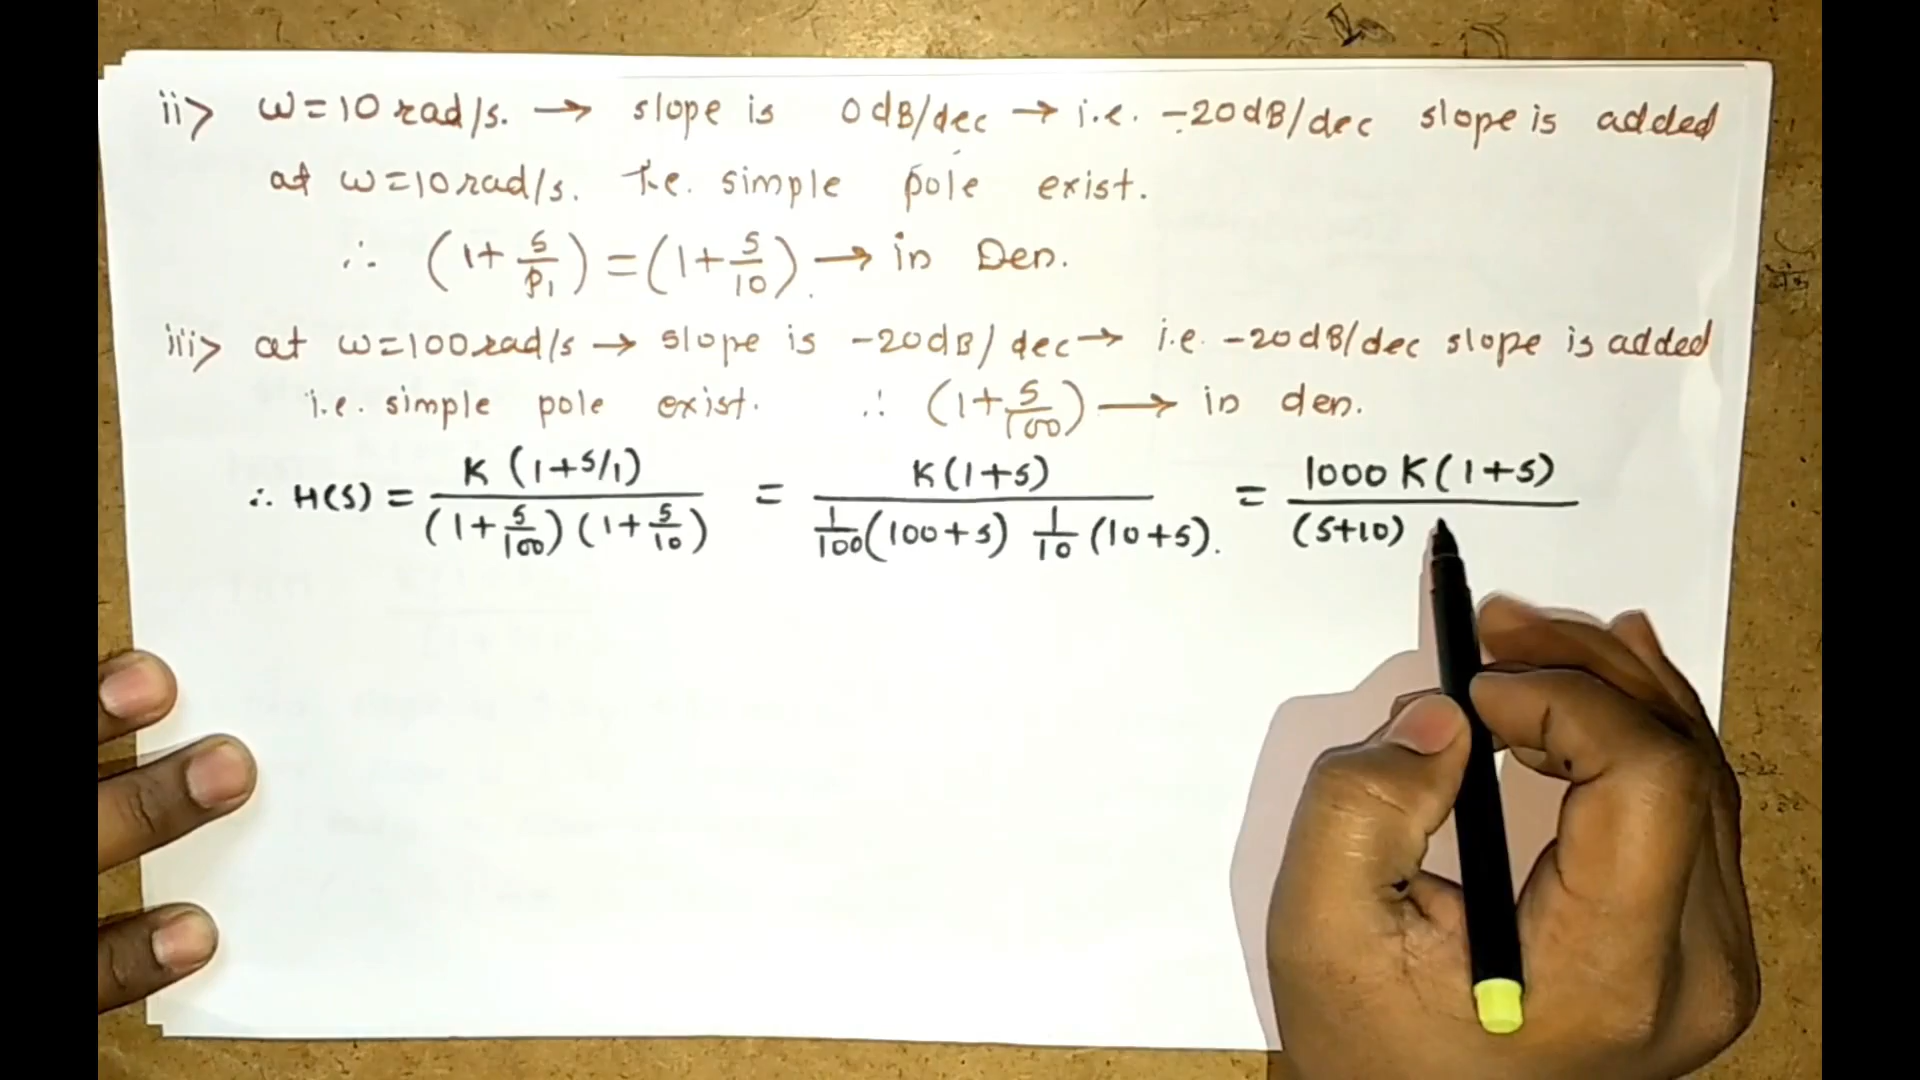 ii> ω=10 rad/s. → slope is 0dB/dec → i.e. -20dB/dec slope is added
at ω=10rad/s. I.e. simple pole exist.
∴ (1+S/P₁) = (1+S/10) → in Den.
iii> at ω=100rad/s → slope is -20dB/dec → i.e. -20dB/dec slope is added
i.e. simple pole exist. ∴ (1+S/100) → in den.
∴ H(S) = K(1+S/1) / (1+S/100)(1+S/10) = K(1+S) / 1/100(100+S) 1/10(10+S). = 1000 K(1+S) / (S+10)